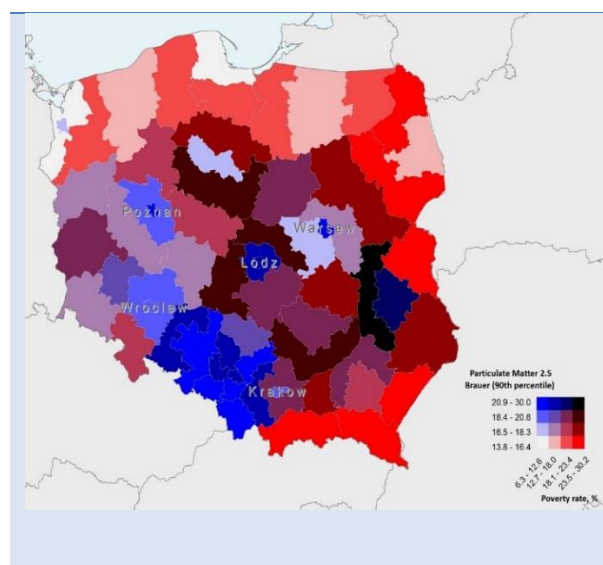 Poznan
Warsaw
Lodz
Wroclaw
Krakow
Particulate Matter 2.5
Brauer (90th percentile)
20.9 - 30.0
18.4 - 20.8
16.5 - 18.3
13.8 - 16.4
6.3 - 12.6
12.7 - 18.0
18.1 - 23.4
23.5 - 30.2
Poverty rate, %